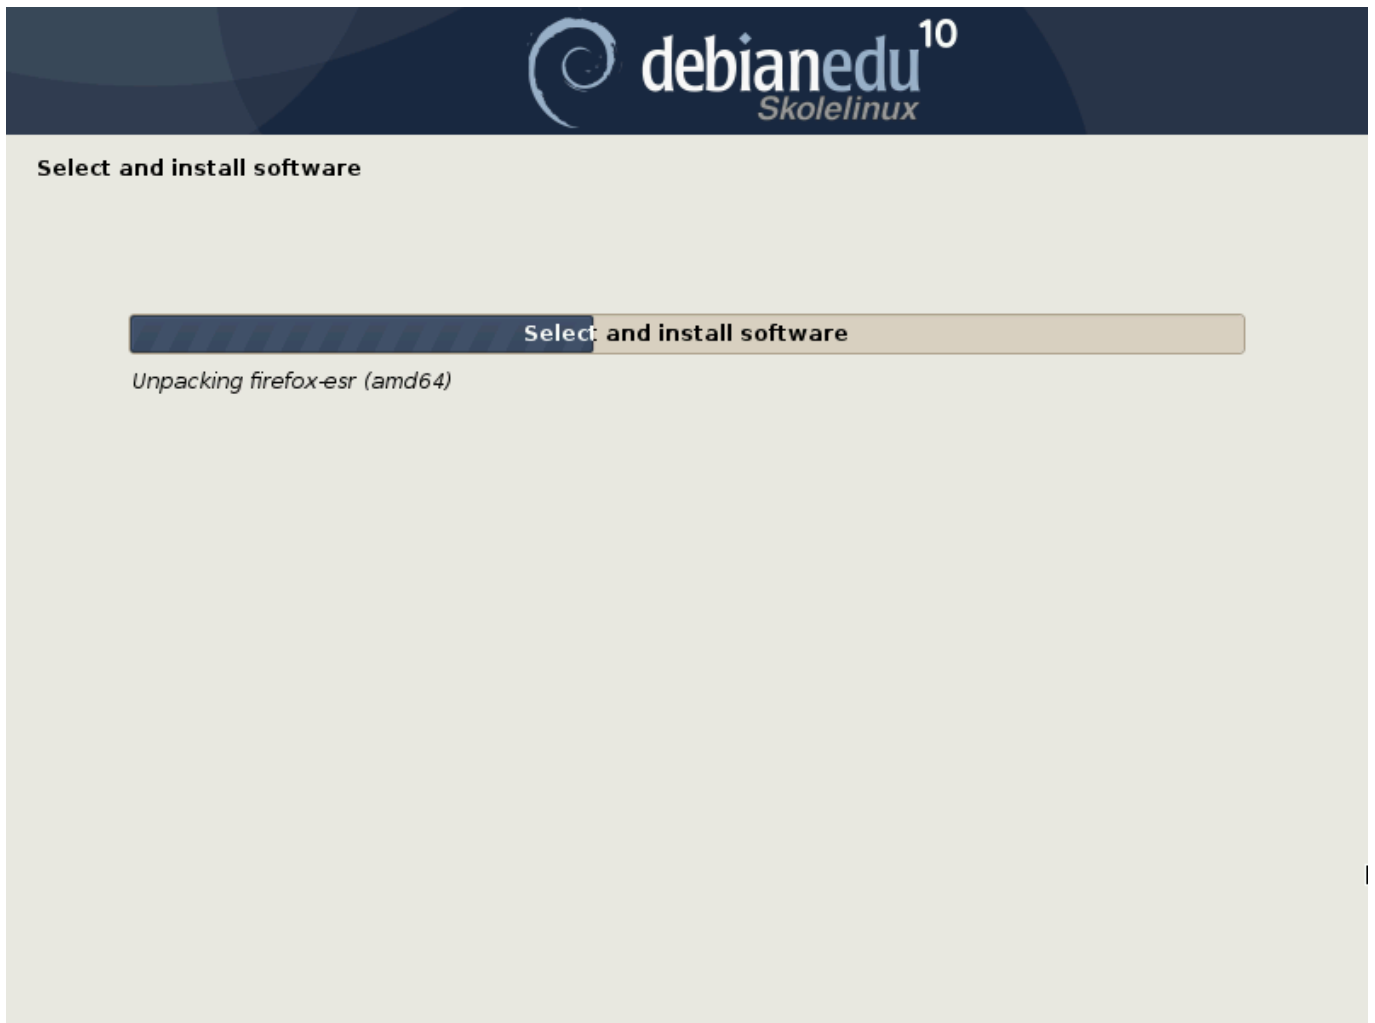 debianedu 10
Skolelinux
Select and install software
Select and install software
Unpacking firefox-esr (amd64)